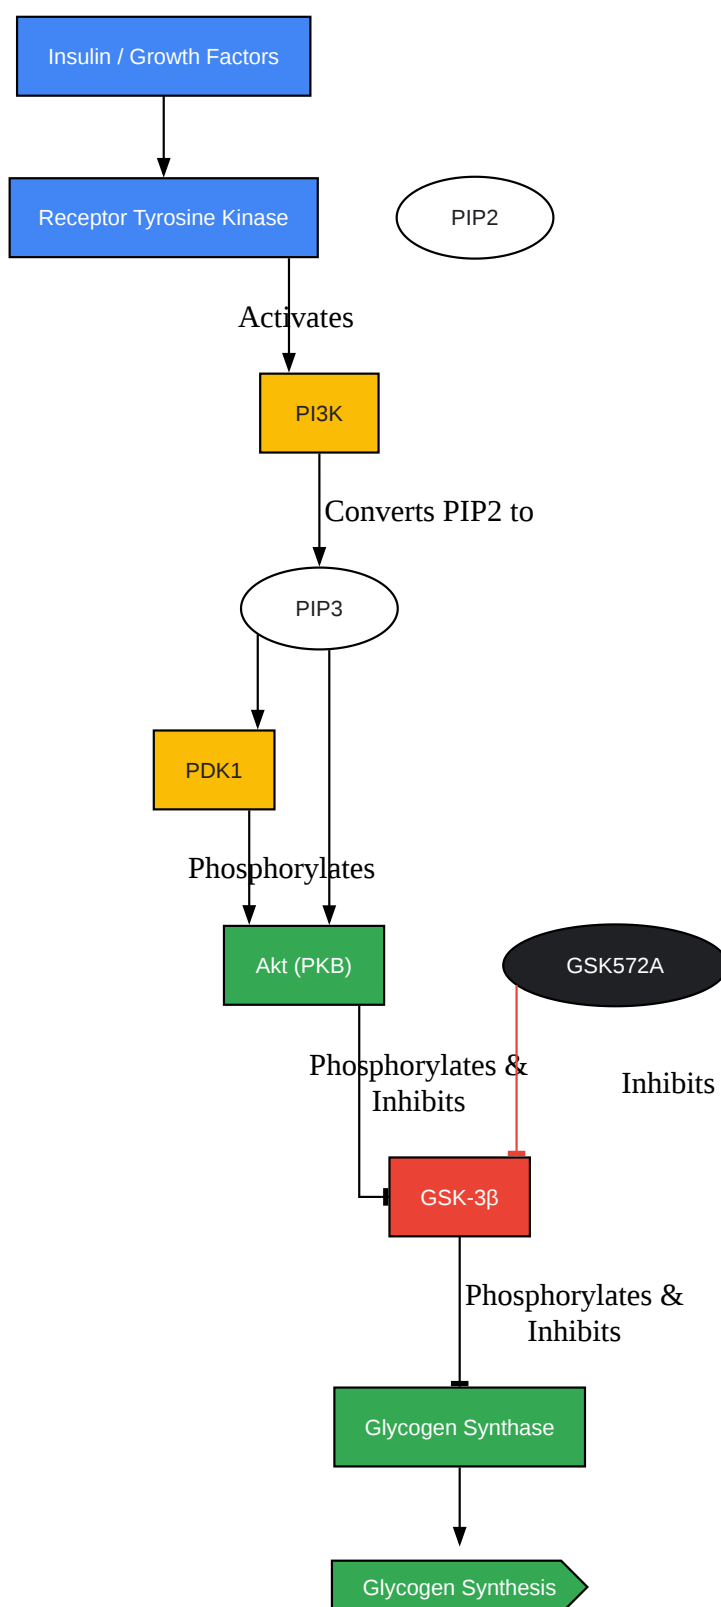 Insulin / Growth Factors
Receptor Tyrosine Kinase
PIP2
Activates
PI3K
Converts PIP2 to
PIP3
PDK1
Phosphorylates
Akt (PKB)
GSK572A
Phosphorylates &
Inhibits
Inhibits
GSK-3β
Phosphorylates &
Inhibits
Glycogen Synthase
Glycogen Synthesis